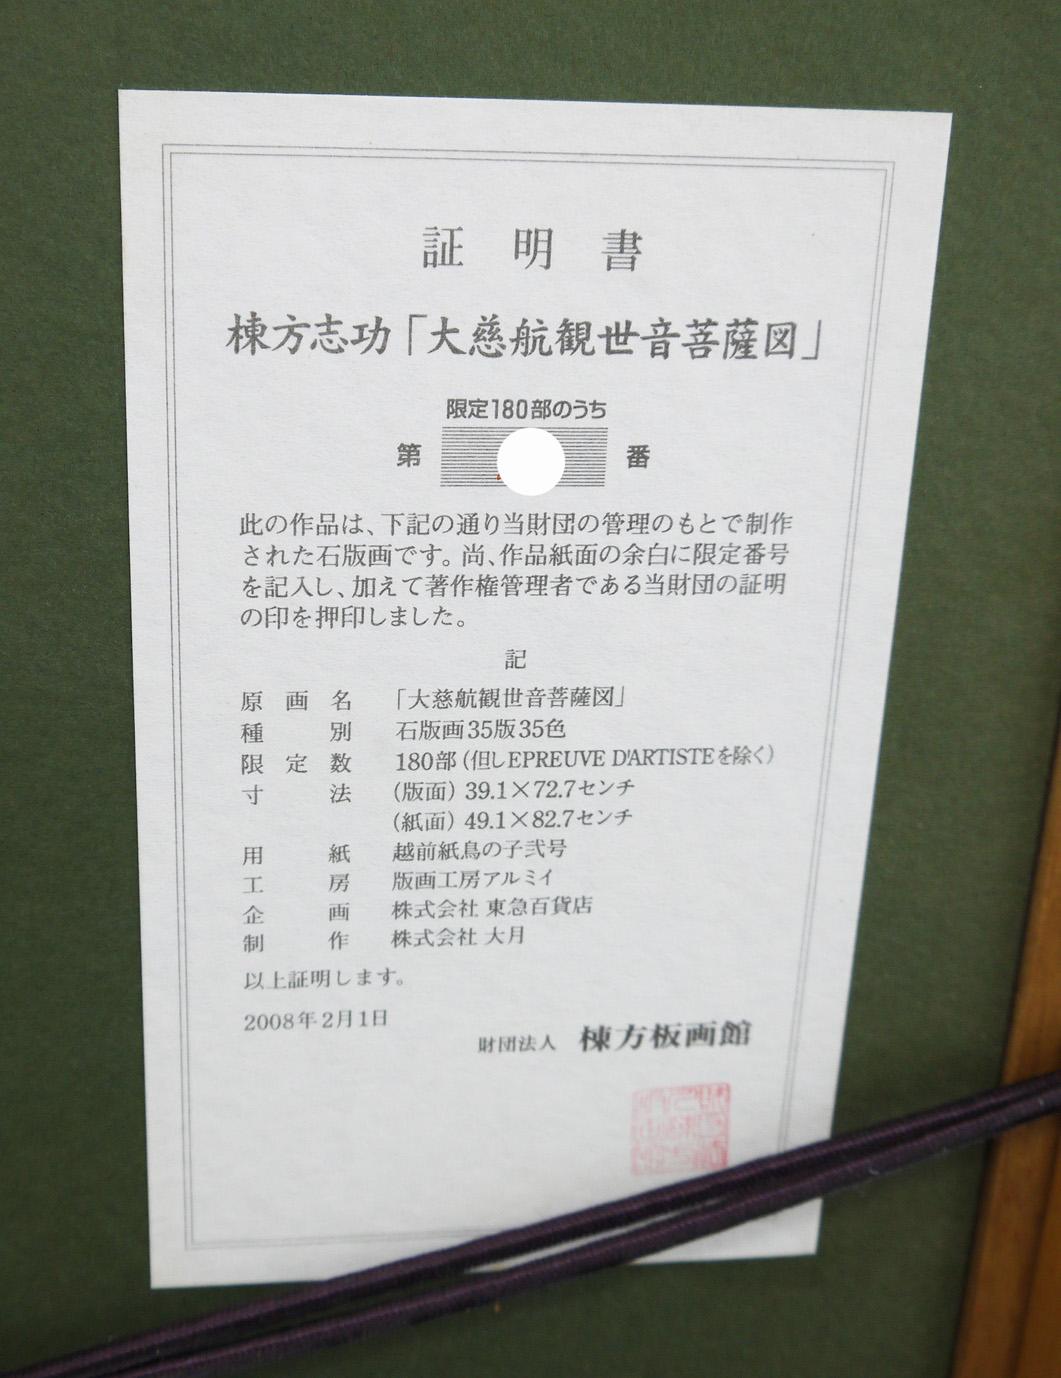 証明書
棟方志功「大慈航観世音菩薩図」
限定180部のうち
第 番
此の作品は、下記の通り当財団の管理のもとで制作
された石版画です。尚、作品紙面の余白に限定番号
を記入し、加えて著作権管理者である当財団の証明
の印を押印しました。
記
原画名 「大慈航観世音菩薩図」
種別 石版画35版35色
限定数 180部(但しEPREUVE D'ARTISTEを除く)
寸法 (版面)39.1×72.7センチ
(紙面)49.1×82.7センチ
用紙 越前紙鳥の子弐号
工房 版画工房アルミイ
企画 株式会社 東急百貨店
制作 株式会社 大月
以上証明します。
2008年2月1日
財団法人 棟方板画館